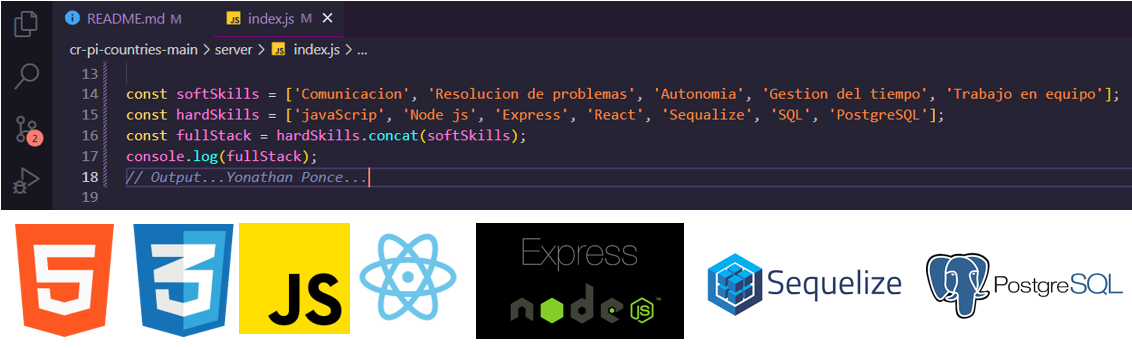 README.md M JS index.js M ×
cr-pi-countries-main > server > JS index.js > ...
13
14 const softSkills = ['Comunicacion', 'Resolucion de problemas', 'Autonomia', 'Gestion del tiempo', 'Trabajo en equipo'];
15 const hardSkills = ['javaScrip', 'Node js', 'Express', 'React', 'Sequalize', 'SQL', 'PostgreSQL'];
16 const fullStack = hardSkills.concat(softSkills);
2
17 console.log(fullStack);
18 // Output...Yonathan Ponce...
19
5 3 JS Express
node JS ™
Sequelize
PostgreSQL